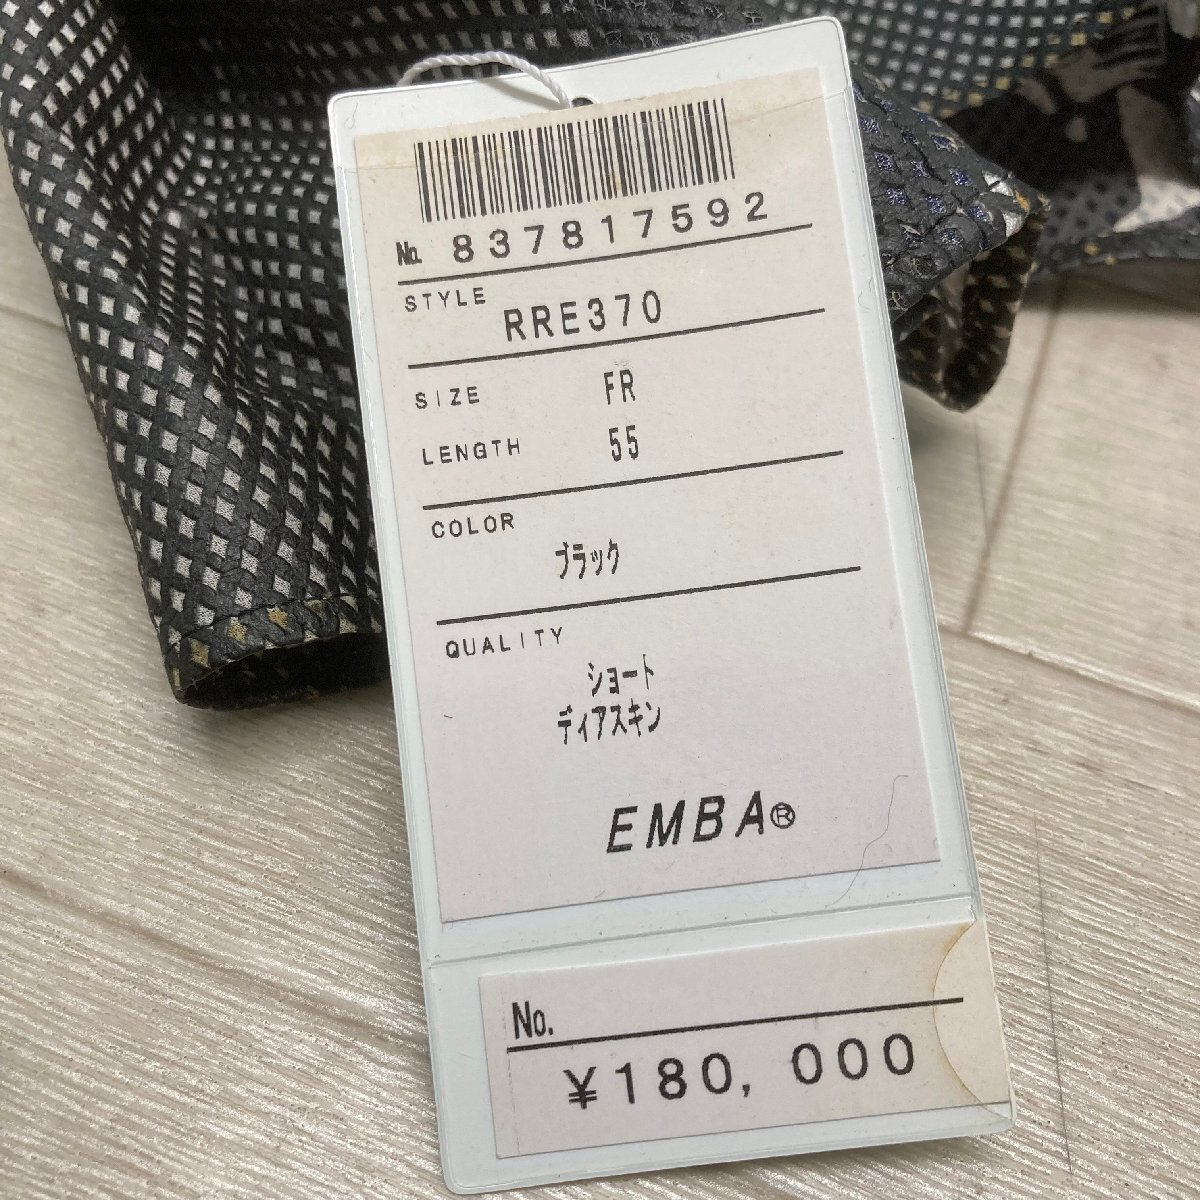 No. 837817592
STYLE
RRE370
SIZE FR
LENGTH 55
COLOR
ブラック
QUALITY
ショート
ディアスキン
EMBA®
No.
¥180,000